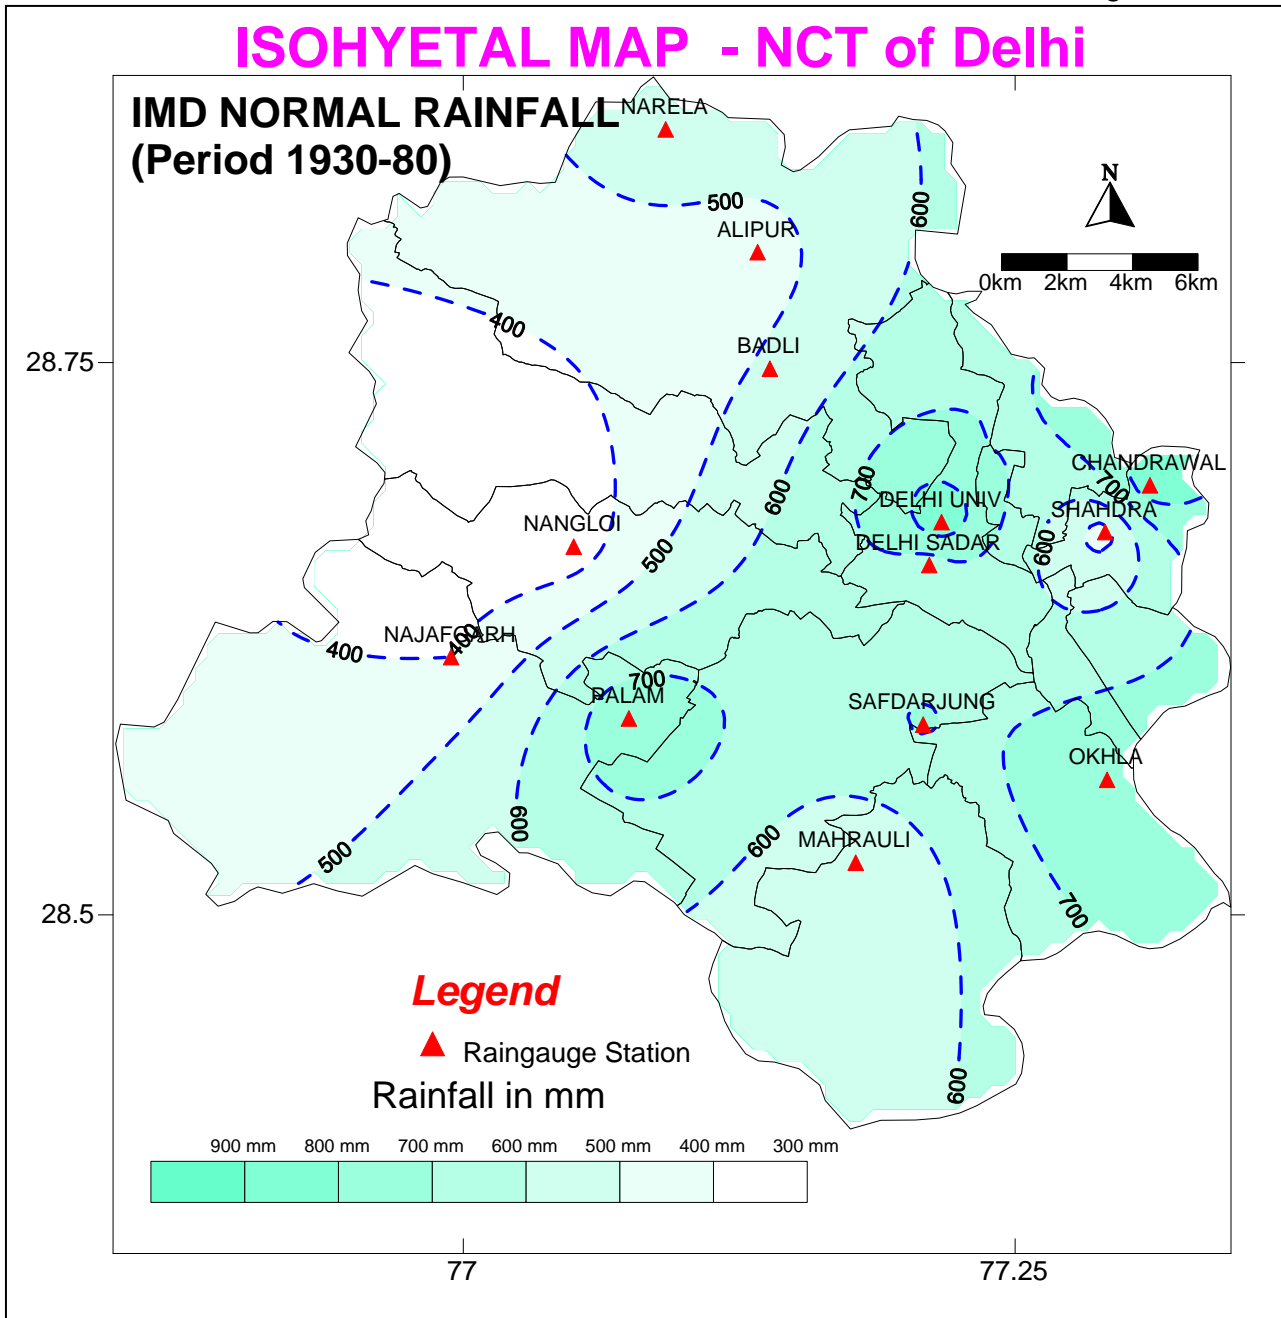 ISOHYETAL MAP - NCT of Delhi
IMD NORMAL RAINFALL
(Period 1930-80)
NARELA
N
500
600
ALIPUR
0km 2km 4km 6km
400
BADLI
28.75
CHANDRAWAL
700
700
600
DELHI UNIV
SHAHDRA
NANGLOI
DELHI SADAR
600
500
NAJAFGARH
400
400
700
PALAM
SAFDARJUNG
OKHLA
600
600
MAHRAULI
500
28.5
700
Legend
Raingauge Station
600
Rainfall in mm
900 mm 800 mm 700 mm 600 mm 500 mm 400 mm 300 mm
77 77.25